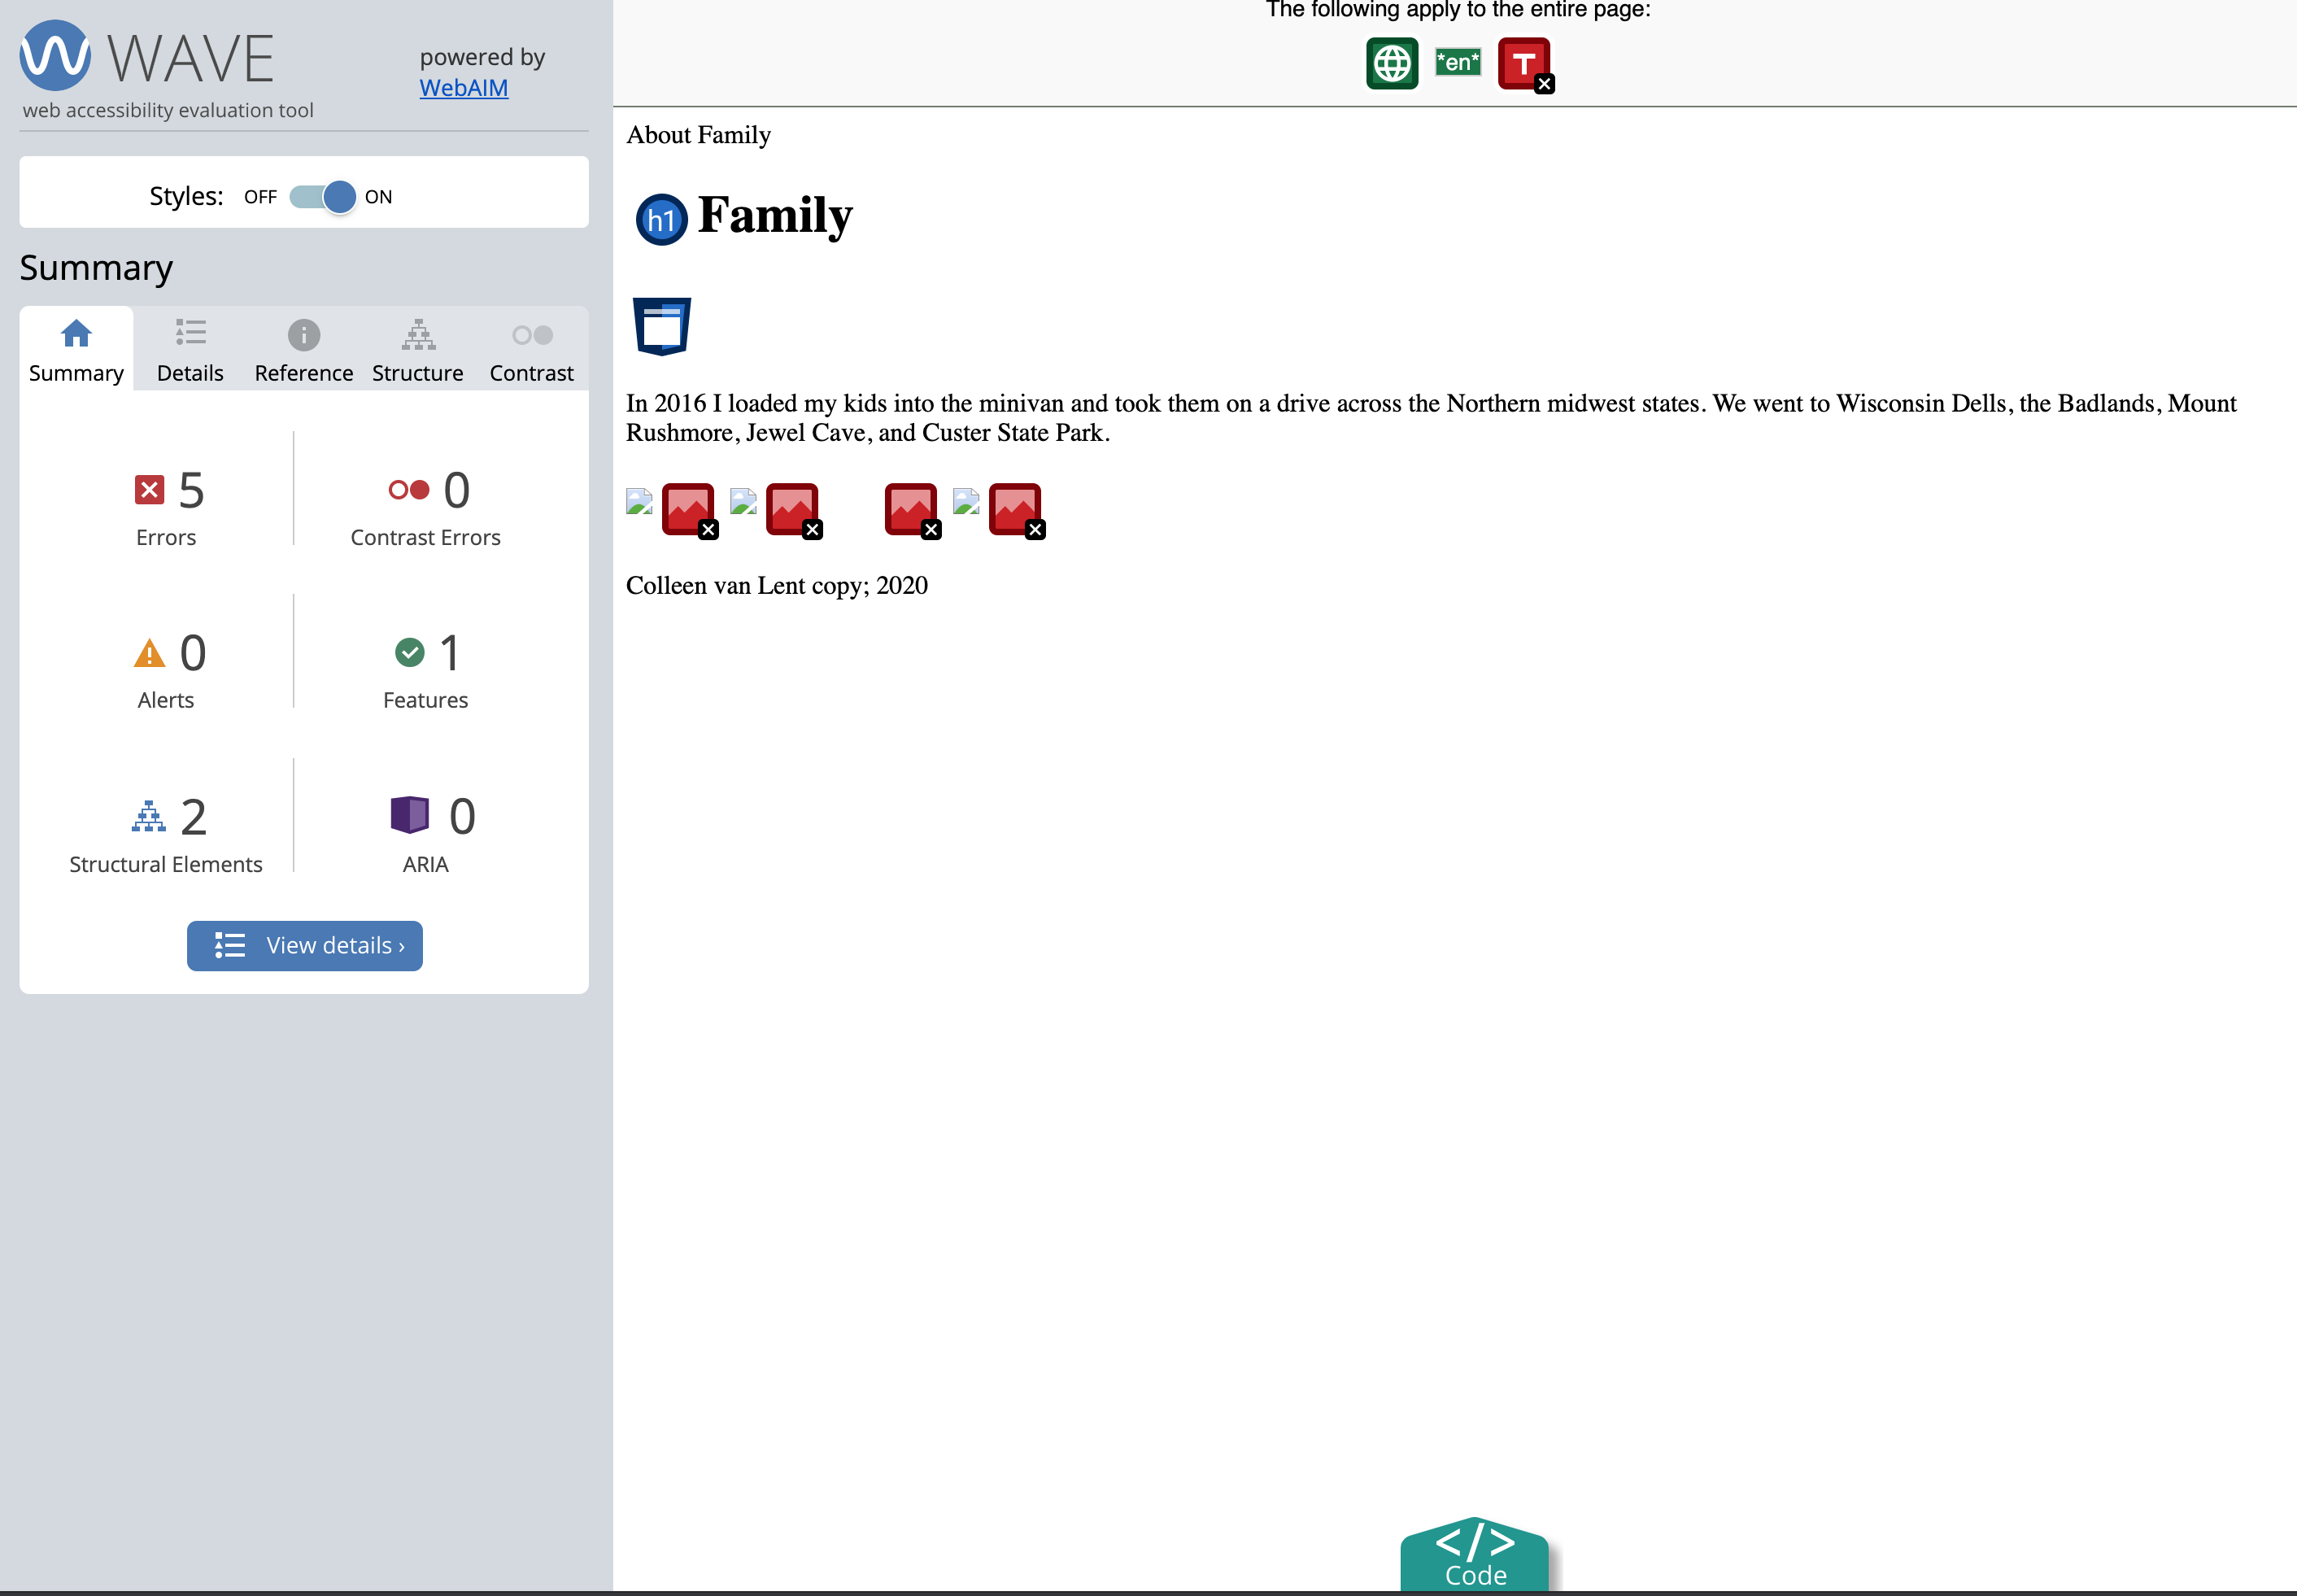 WAVE
powered by
WebAIM
web accessibility evaluation tool
Styles: OFF ON
Summary
Summary Details Reference Structure Contrast
5 0
Errors Contrast Errors
0 1
Alerts Features
2 0
Structural Elements ARIA
View details ›
The following apply to the entire page:
*en* T
About Family
h1 Family
In 2016 I loaded my kids into the minivan and took them on a drive across the Northern midwest states. We went to Wisconsin Dells, the Badlands, Mount
Rushmore, Jewel Cave, and Custer State Park.
Colleen van Lent copy; 2020
</>
Code